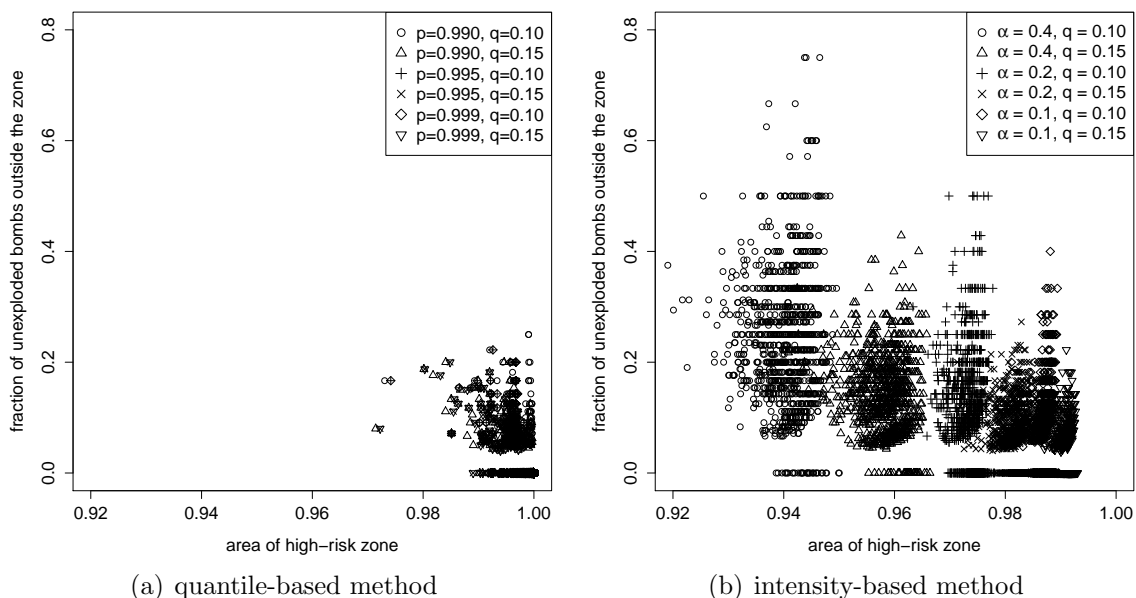 fraction of unexploded bombs outside the zone
0.8
0.6
0.4
0.2
0.0
0.92 0.94 0.96 0.98 1.00
area of high−risk zone
p=0.990, q=0.10
p=0.990, q=0.15
p=0.995, q=0.10
p=0.995, q=0.15
p=0.999, q=0.10
p=0.999, q=0.15
(a) quantile-based method
fraction of unexploded bombs outside the zone
0.8
0.6
0.4
0.2
0.0
0.92 0.94 0.96 0.98 1.00
area of high−risk zone
α = 0.4, q = 0.10
α = 0.4, q = 0.15
α = 0.2, q = 0.10
α = 0.2, q = 0.15
α = 0.1, q = 0.10
α = 0.1, q = 0.15
(b) intensity-based method